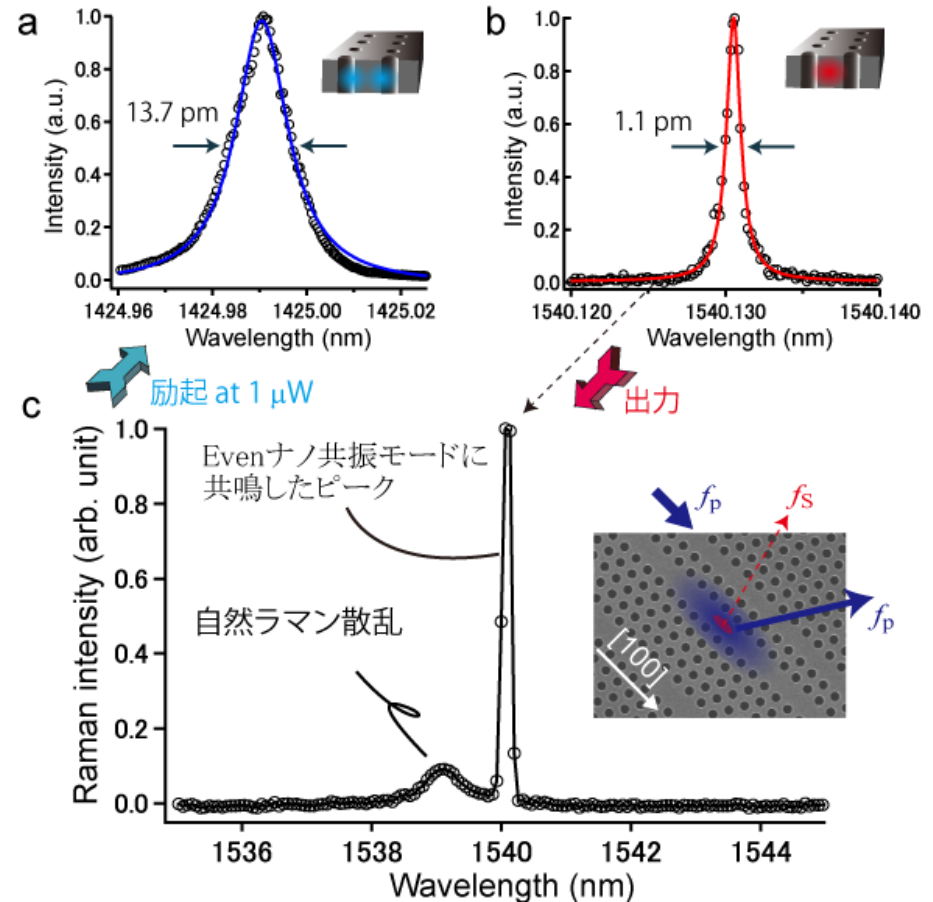 a
1.0
0.8
0.6
0.4
0.2
0.0
Intensity (a.u.)
13.7 pm
1424.96 1424.98 1425.00 1425.02
Wavelength (nm)
b
1.0
0.8
0.6
0.4
0.2
0.0
Intensity (a.u.)
1.1 pm
1540.120 1540.130 1540.140
Wavelength (nm)
励起 at 1 μW
出力
c
1.0
0.8
0.6
0.4
0.2
0.0
Raman intensity (arb. unit)
Evenナノ共振モードに
共鳴したピーク
自然ラマン散乱
fp
fS
fp
[100]
1536 1538 1540 1542 1544
Wavelength (nm)